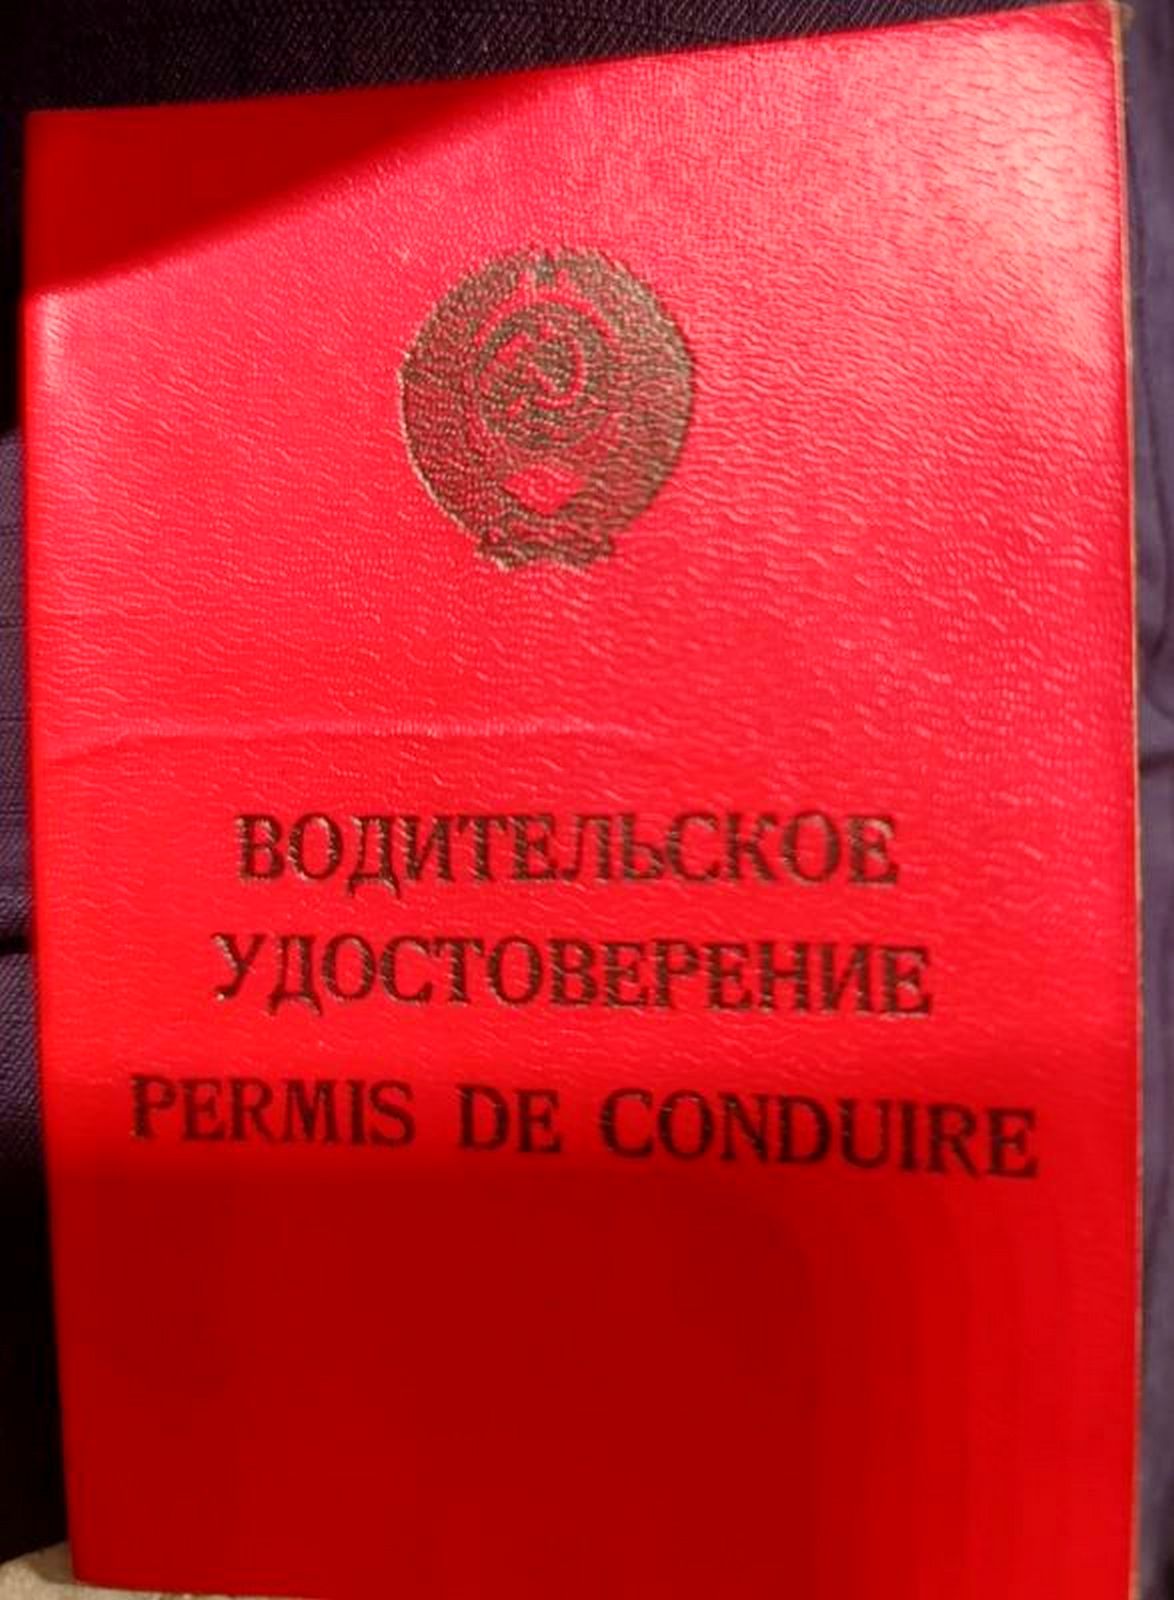 ВОДИТЕЛЬСКОЕ
УДОСТОВЕРЕНИЕ
PERMIS DE CONDUIRE